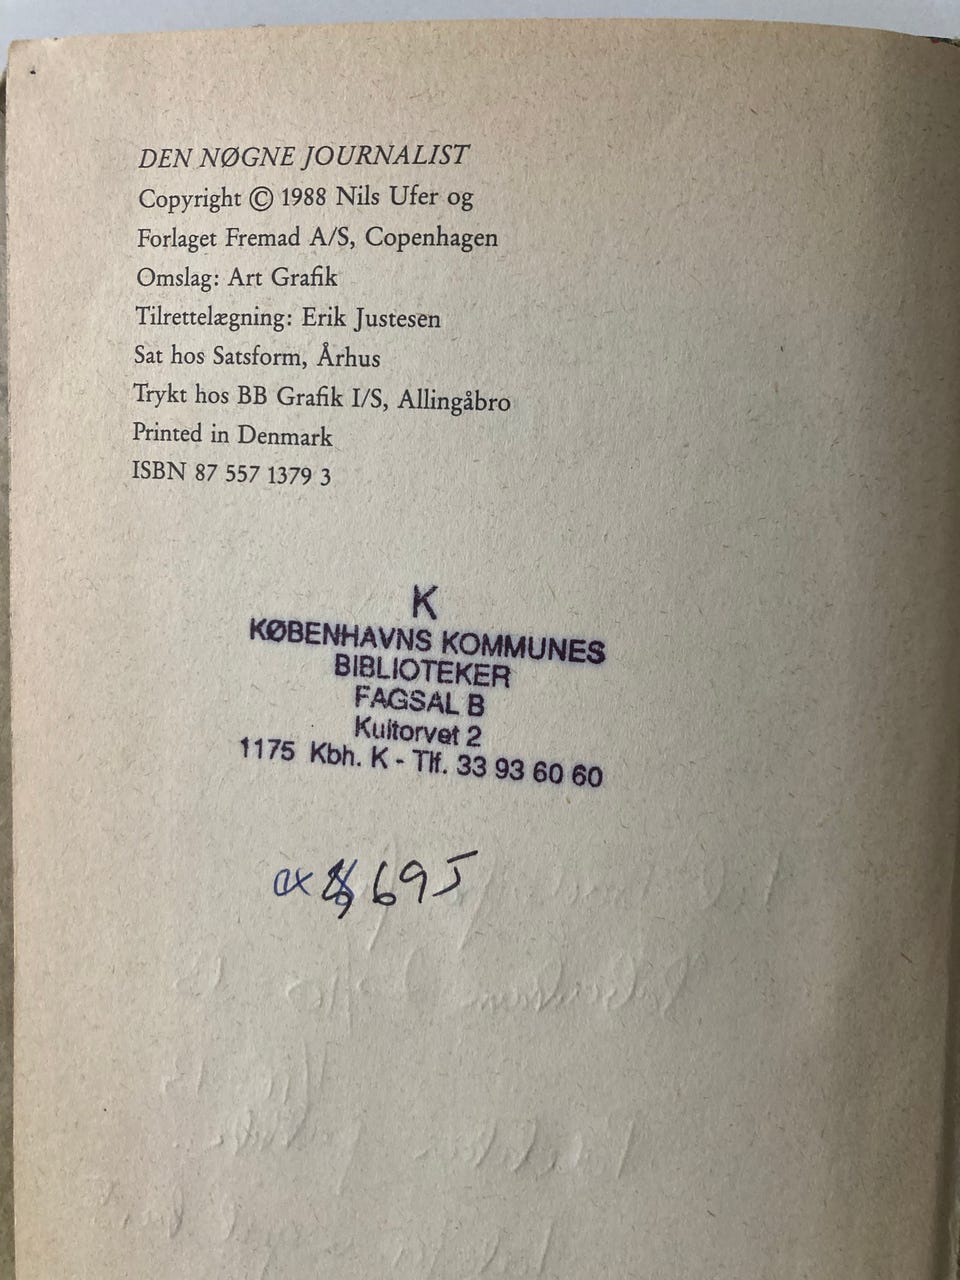 DEN NØGNE JOURNALIST
Copyright © 1988 Nils Ufer og
Forlaget Fremad A/S, Copenhagen
Omslag: Art Grafik
Tilrettelægning: Erik Justesen
Sat hos Satsform, Århus
Trykt hos BB Grafik I/S, Allingåbro
Printed in Denmark
ISBN 87 557 1379 3
K
KØBENHAVNS KOMMUNES
BIBLIOTEKER
FAGSAL B
Kultorvet 2
1175 Kbh. K - Tlf. 33 93 60 60
695